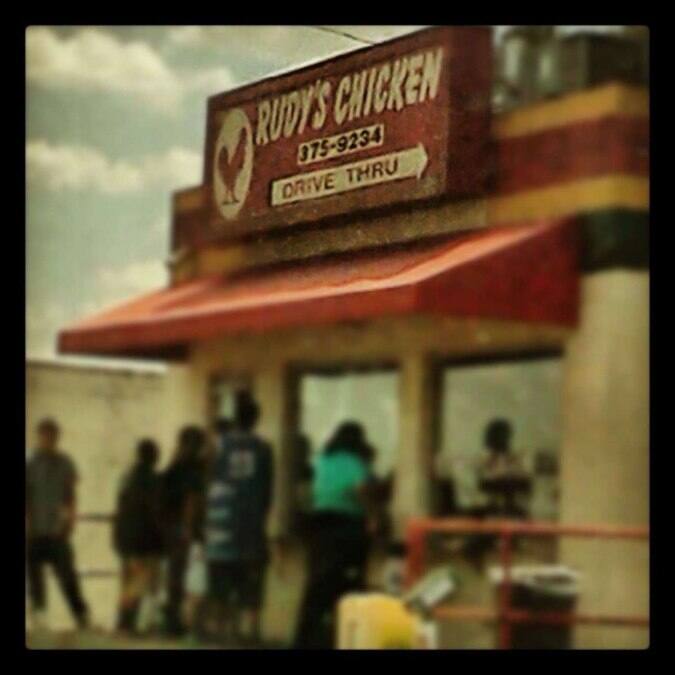 RUDY'S CHICKEN
375-9234
DRIVE THRU